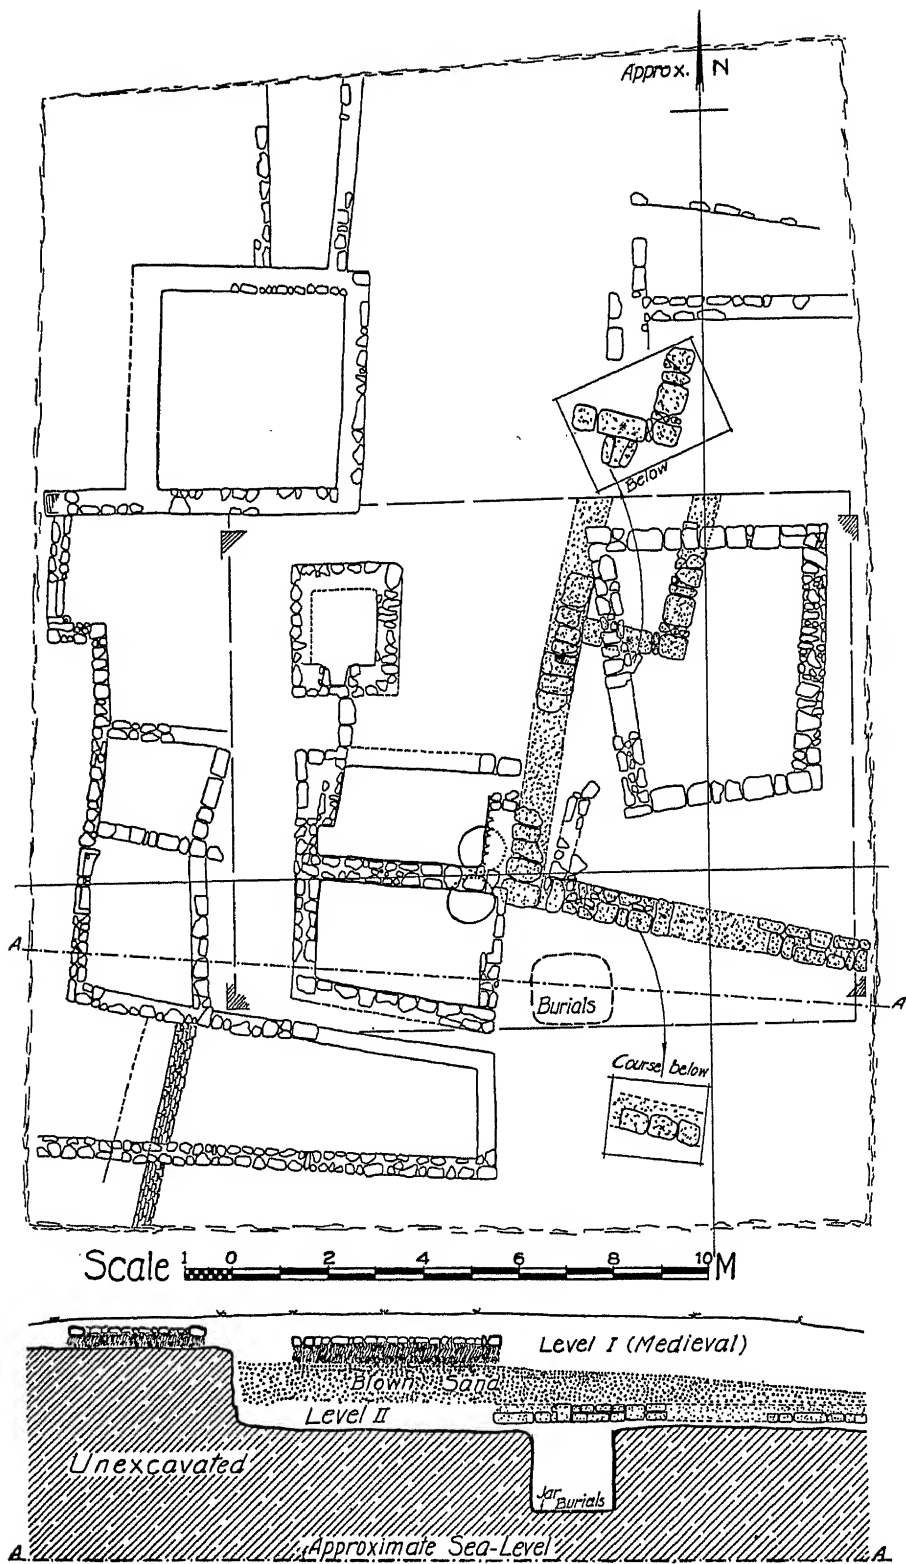 Approx. N
Below
A
Burials
A
Course below
Scale 1 0 2 4 6 8 10 M
Level I (Medieval)
Blown Sand
Level II
Unexcavated
Jar
Burials
A Approximate Sea-Level A